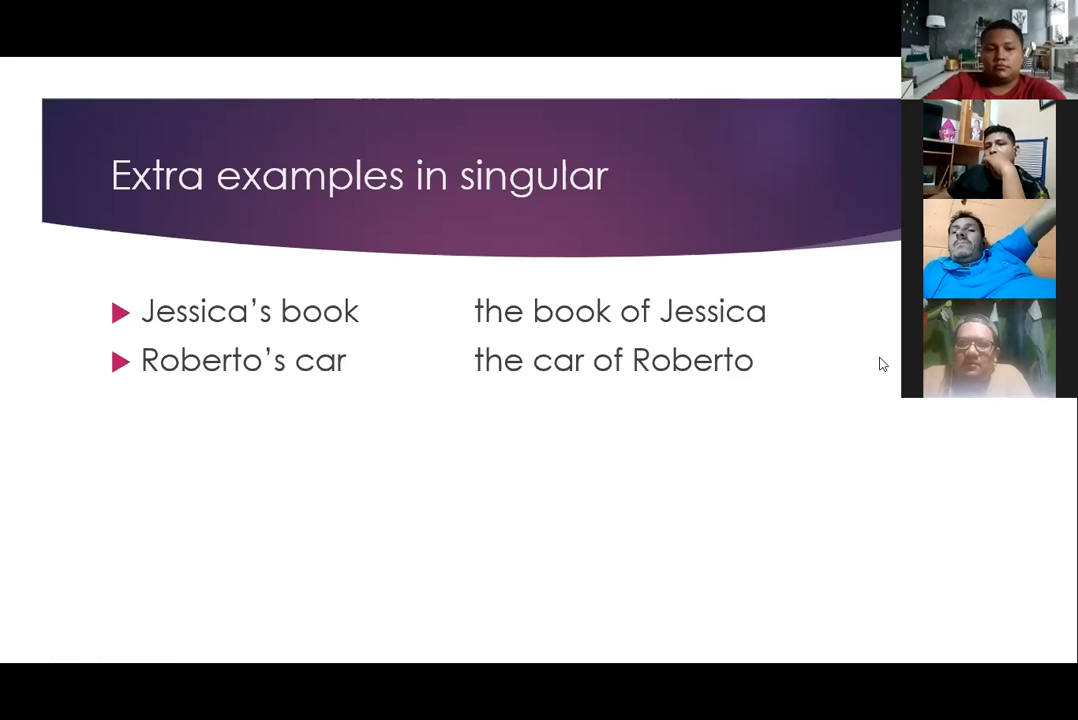 Extra examples in singular
Jessica’s book the book of Jessica
Roberto’s car the car of Roberto